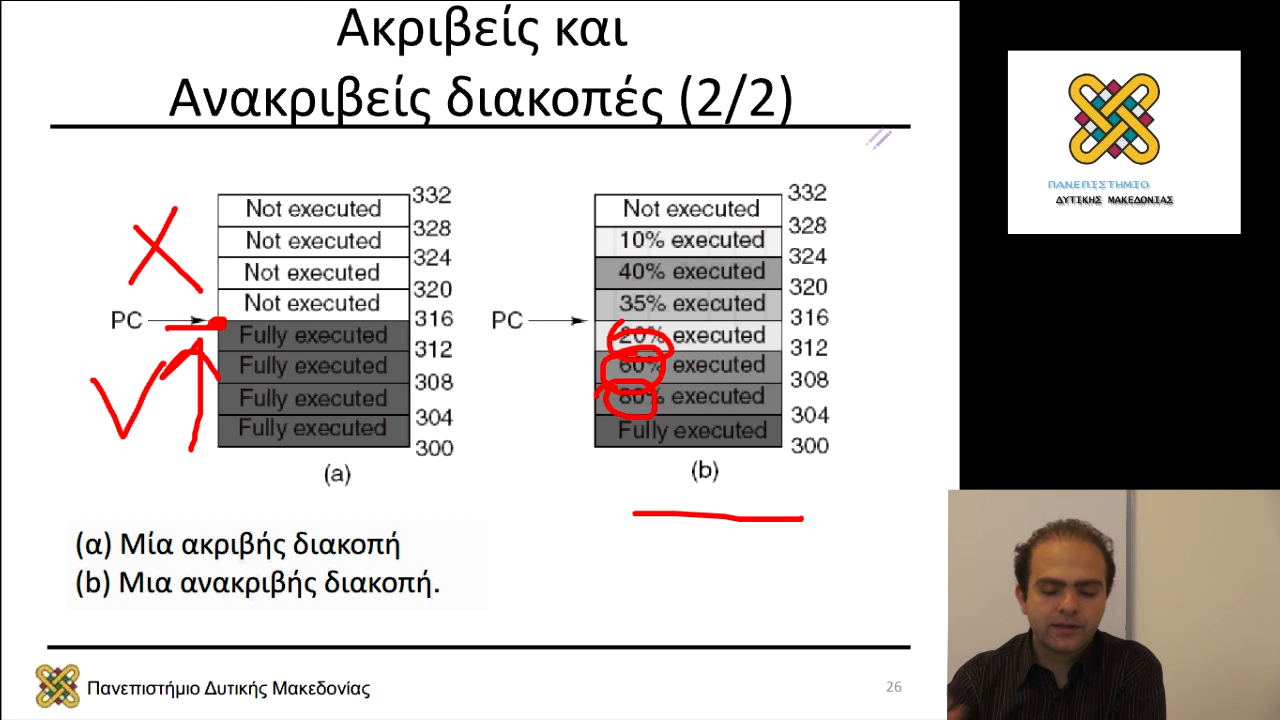 Ακριβείς και
Ανακριβείς διακοπές (2/2)
ΠΑΝΕΠΙΣΤΗΜΙΟ
ΔΥΤΙΚΗΣ ΜΑΚΕΔΟΝΙΑΣ
332
Not executed
328
Not executed
324
Not executed
320
Not executed
316
PC
Fully executed
312
Fully executed
308
Fully executed
304
Fully executed
300
(a)
332
Not executed
328
10% executed
324
40% executed
320
35% executed
316
PC
20% executed
312
60% executed
308
80% executed
304
Fully executed
300
(b)
(α) Μία ακριβής διακοπή
(b) Μια ανακριβής διακοπή.
Πανεπιστήμιο Δυτικής Μακεδονίας
26